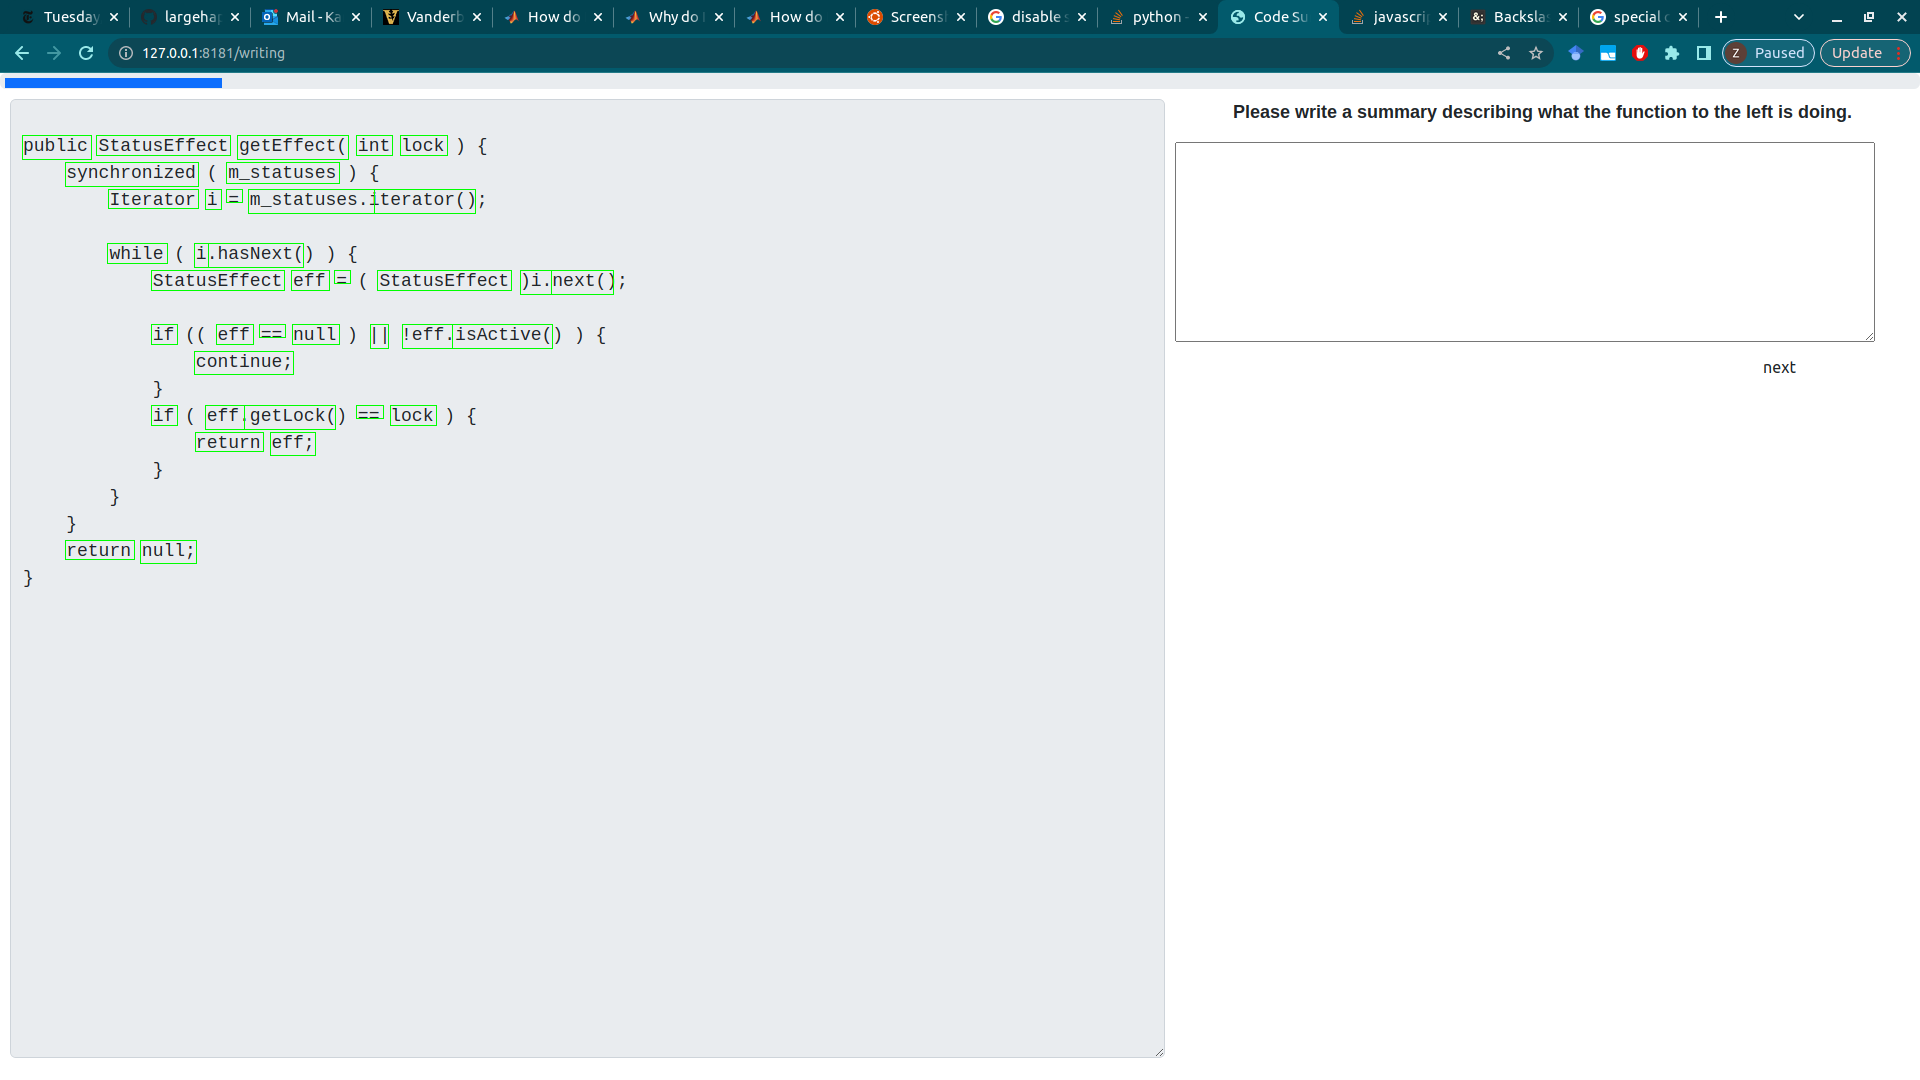 Tuesday
largeha
Mail - Ka
Vanderb
How do
Why do
How do
Screens
disable s
python -
Code Su
javascrip
Backsla
special c
127.0.0.1:8181/writing
Z Paused
Update
Please write a summary describing what the function to the left is doing.
public StatusEffect getEffect( int lock ) {
synchronized ( m_statuses ) {
Iterator i = m_statuses.iterator();
while ( i.hasNext() ) {
StatusEffect eff = ( StatusEffect )i.next();
if (( eff == null ) || !eff.isActive() ) {
continue;
}
if ( eff.getLock() == lock ) {
return eff;
}
}
}
return null;
}
next